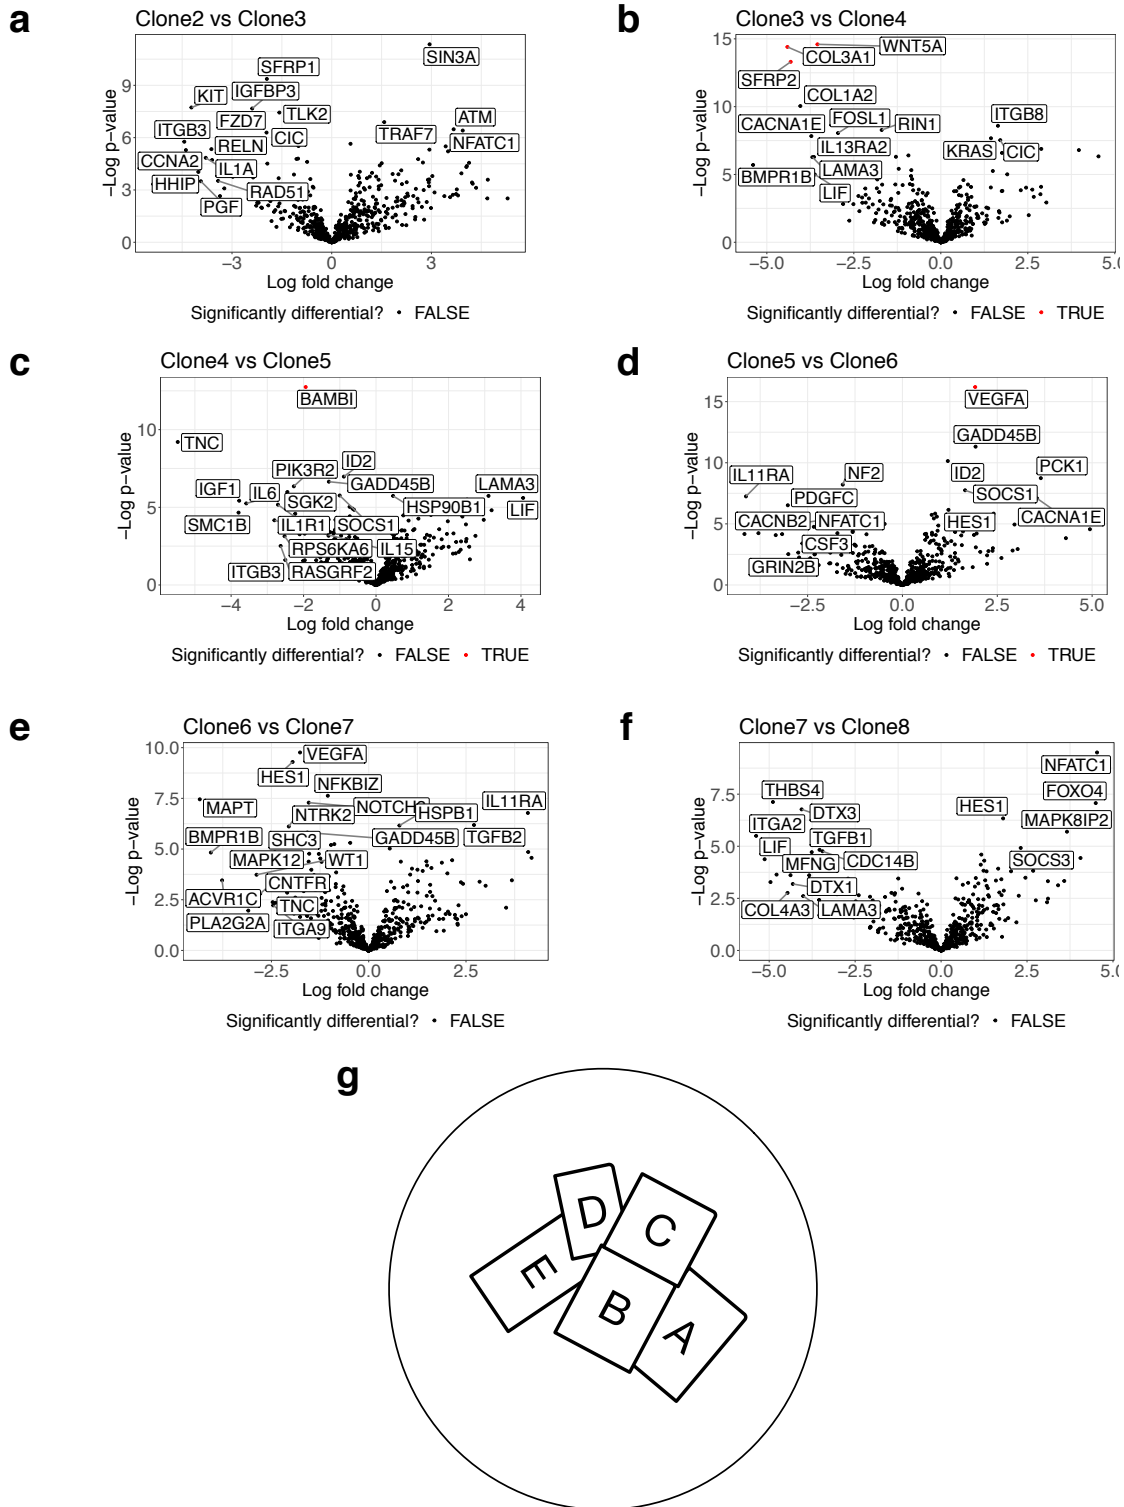 a
Clone2 vs Clone3
SIN3A
SFRP1
KIT
IGFBP3
FZD7
TLK2
ATM
ITGB3
TRAF7
CIC
NFATC1
RELN
CCNA2
IL1A
HHIP
RAD51
PGF
−Log p−value
9
6
3
0
−3
0
3
Log fold change
Significantly differential? FALSE
b
Clone3 vs Clone4
WNT5A
COL3A1
SFRP2
COL1A2
CACNA1E
FOSL1
RIN1
ITGB8
IL13RA2
KRAS
CIC
BMPR1B
LAMA3
LIF
−Log p−value
15
10
5
0
−5.0
−2.5
0.0
2.5
Log fold change
Significantly differential? FALSE TRUE
c
Clone4 vs Clone5
BAMBI
TNC
ID2
PIK3R2
GADD45B
LAMA3
IGF1
IL6
SGK2
HSP90B1
LIF
SMC1B
IL1R1
SOCS1
RPS6KA6
IL15
ITGB3
RASGRF2
−Log p−value
10
5
0
−4
−2
0
2
4
Log fold change
Significantly differential? FALSE TRUE
d
Clone5 vs Clone6
VEGFA
GADD45B
IL11RA
NF2
ID2
PCK1
PDGFC
SOCS1
CACNB2
NFATC1
HES1
CACNA1E
CSF3
GRIN2B
−Log p−value
15
10
5
0
−2.5
0.0
2.5
5.0
Log fold change
Significantly differential? FALSE TRUE
e
Clone6 vs Clone7
VEGFA
HES1
NFKBIZ
MAPT
NTRK2
HSPB1
IL11RA
BMPR1B
SHC3
GADD45B
TGFB2
MAPK12
WT1
CNTFR
ACVR1C
TNC
PLA2G2A
ITGA9
−Log p−value
10.0
7.5
5.0
2.5
0.0
−2.5
0.0
2.5
Log fold change
Significantly differential? FALSE
f
Clone7 vs Clone8
NFATC1
THBS4
FOXO4
DTX3
HES1
MAPK8IP2
ITGA2
TGFB1
LIF
MFNG
CDC14B
SOCS3
DTX1
COL4A3
LAMA3
−Log p−value
7.5
5.0
2.5
0.0
−5.0
−2.5
0.0
2.5
5.0
Log fold change
Significantly differential? FALSE
g
D
C
E
B
A